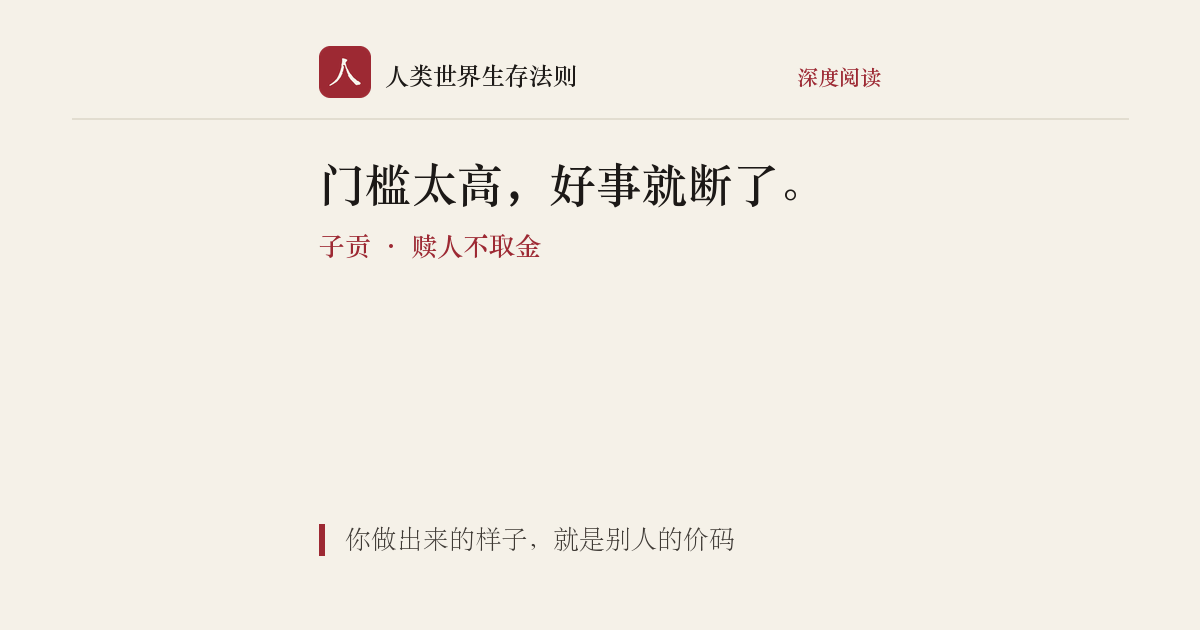 人 人类世界生存法则 深度阅读
门槛太高，好事就断了。
子贡 · 赎人不取金
你做出来的样子，就是别人的价码